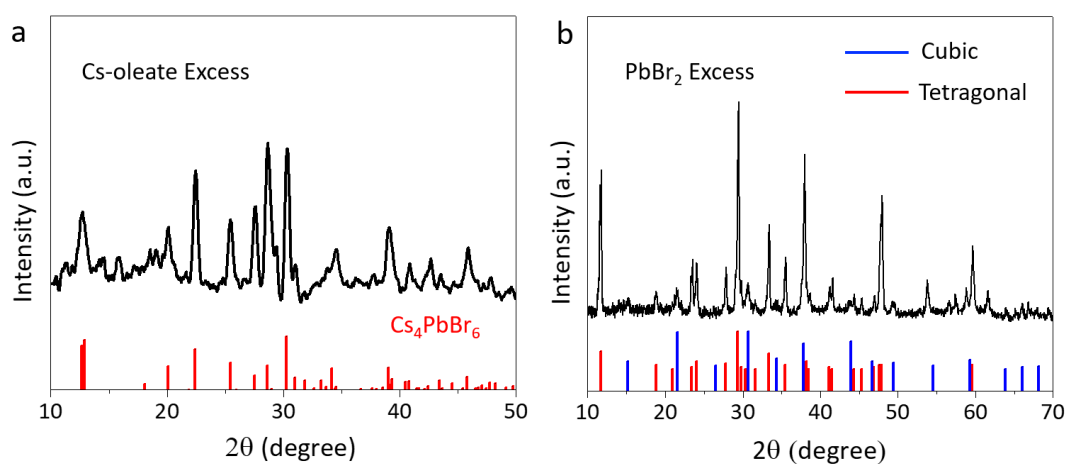 a
Cs-oleate Excess
Intensity (a.u.)
Cs₄PbBr₆
10 20 30 40 50
2θ (degree)
b
PbBr₂ Excess
Cubic
Tetragonal
Intensity (a.u.)
10 20 30 40 50 60 70
2θ (degree)